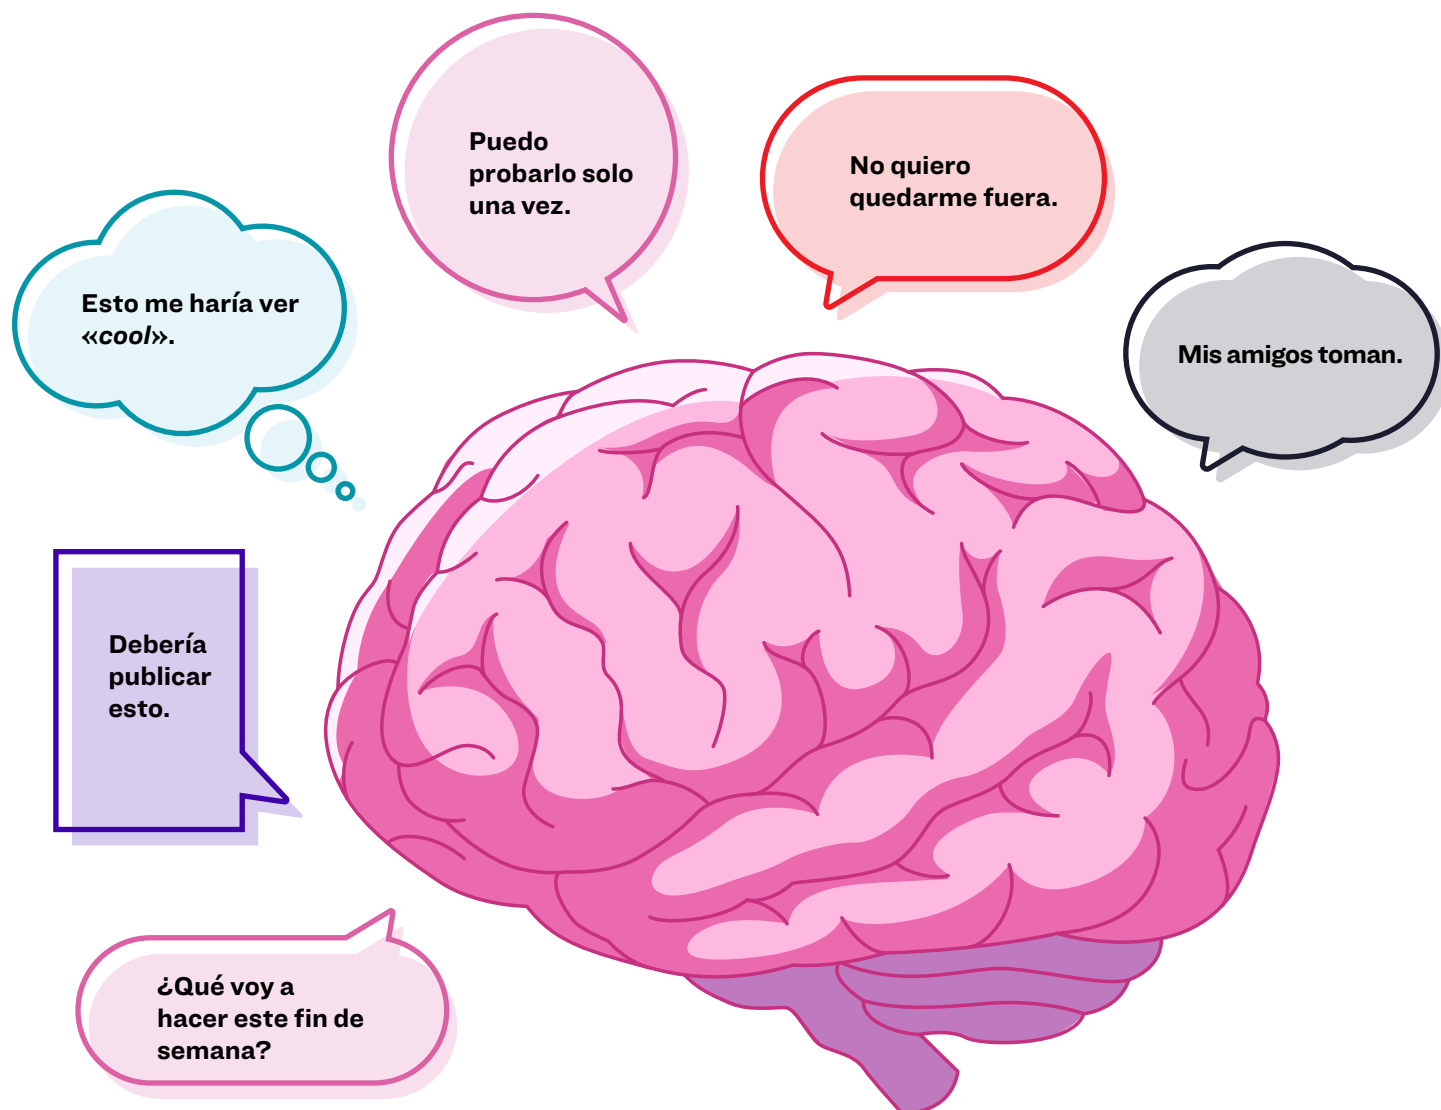 Puedo
probarlo solo
una vez.
No quiero
quedarme fuera.
Esto me haría ver
«cool».
Mis amigos toman.
Debería
publicar
esto.
¿Qué voy a
hacer este fin de
semana?